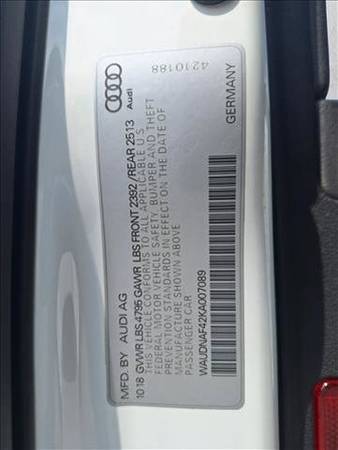 MFD. BY AUDI AG
10 18 GVWR LBS 4795 GAWR LBS FRONT 2392 / REAR 2513
THIS VEHICLE CONFORMS TO ALL APPLICABLE U.S.
FEDERAL MOTOR VEHICLE SAFETY, BUMPER AND THEFT
PREVENTION STANDARDS IN EFFECT ON THE DATE OF
MANUFACTURE SHOWN ABOVE
PASSENGER CAR
WAUDNAF42KA007089
GERMANY
Audi
4210188